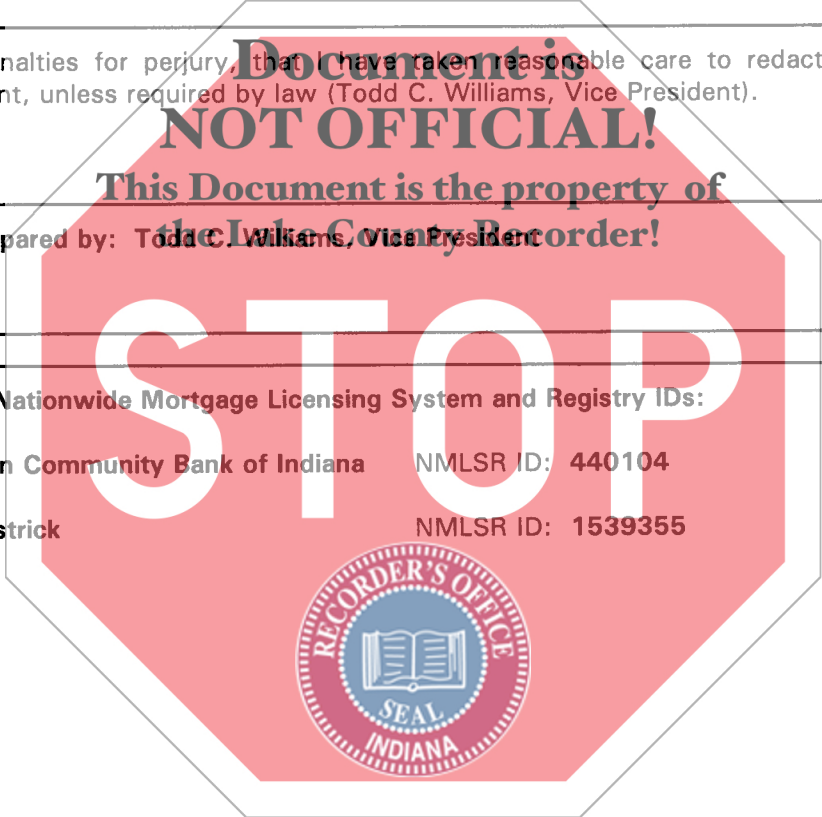 nalties for perjury, that I have taken reasonable care to redact
Document is
nt, unless required by law (Todd C. Williams, Vice President).
NOT OFFICIAL!
This Document is the property of
the Lake County Recorder!
pared by: Todd C. Williams, Vice President
STOP
Nationwide Mortgage Licensing System and Registry IDs:
n Community Bank of Indiana NMLSR ID: 440104
strick NMLSR ID: 1539355
RECORDER'S OFFICE
SEAL
INDIANA